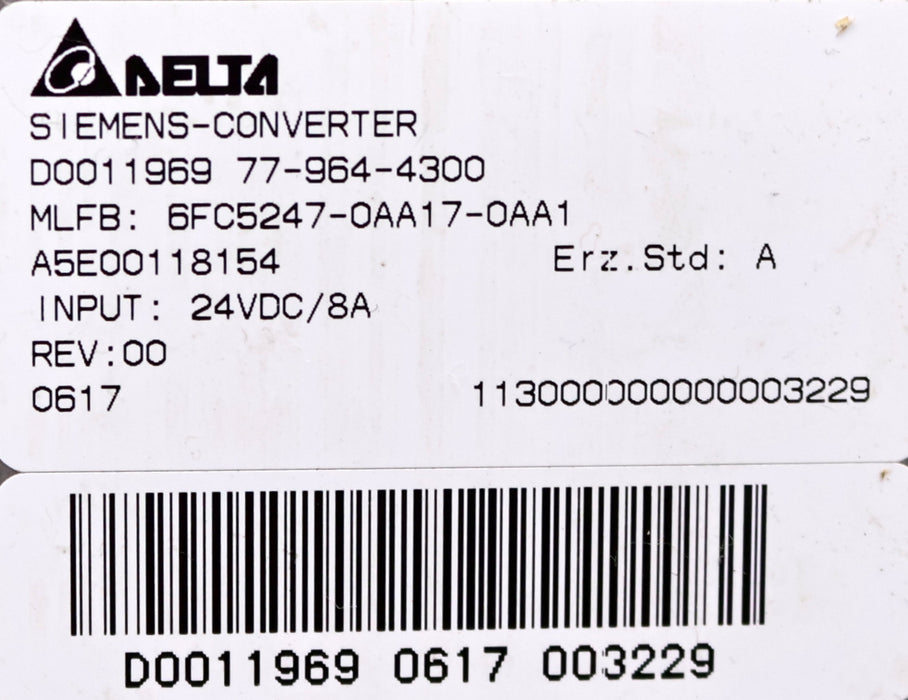 DELTA
SIEMENS-CONVERTER
D0011969 77-964-4300
MLFB: 6FC5247-0AA17-0AA1
A5E00118154 Erz.Std: A
INPUT: 24VDC/8A
REV:00
0617 1130000000000003229
D0011969 0617 003229